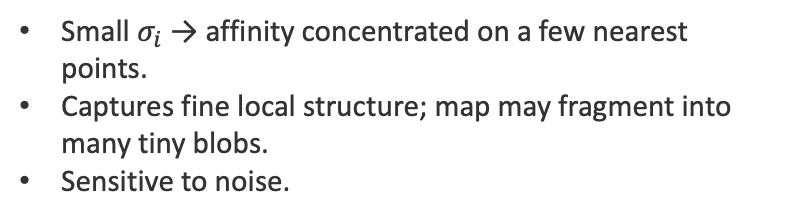 • Small σᵢ → affinity concentrated on a few nearest
points.
• Captures fine local structure; map may fragment into
many tiny blobs.
• Sensitive to noise.